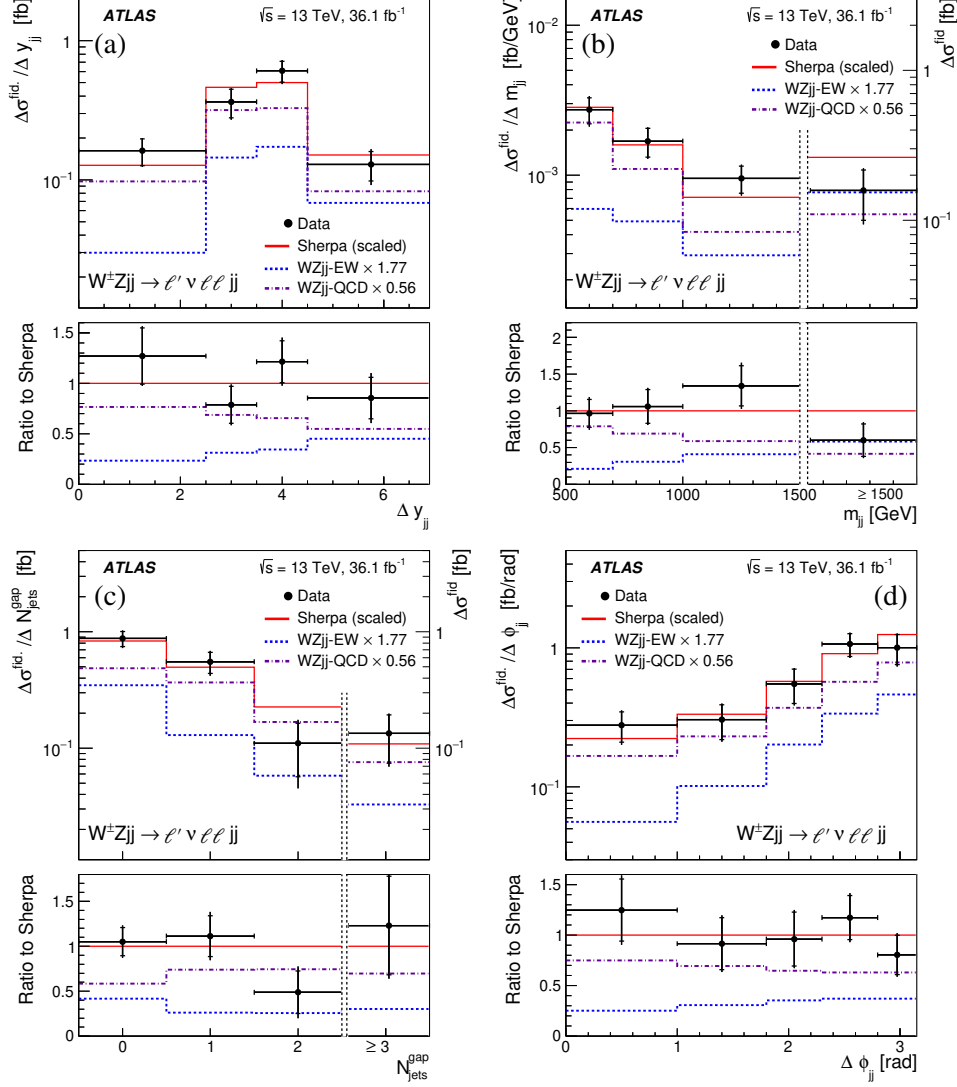 ATLAS √s = 13 TeV, 36.1 fb⁻¹
(a)
Δσ^fid. / Δ y_jj [fb]
1
10⁻¹
Data
Sherpa (scaled)
WZjj-EW × 1.77
WZjj-QCD × 0.56
W±Zjj → ℓ′ ν ℓℓ jj
Ratio to Sherpa
1.5
1
0.5
0
0 2 4 6
Δ y_jj
ATLAS √s = 13 TeV, 36.1 fb⁻¹
(b)
Δσ^fid. / Δ m_jj [fb/GeV]
Δσ^fid [fb]
10⁻²
10⁻³
1
10⁻¹
Data
Sherpa (scaled)
WZjj-EW × 1.77
WZjj-QCD × 0.56
W±Zjj → ℓ′ ν ℓℓ jj
Ratio to Sherpa
2
1.5
1
0.5
0
500 1000 1500 ≥ 1500
m_jj [GeV]
ATLAS √s = 13 TeV, 36.1 fb⁻¹
(c)
Δσ^fid. / Δ N_jets^gap [fb]
Δσ^fid [fb]
1
10⁻¹
1
10⁻¹
Data
Sherpa (scaled)
WZjj-EW × 1.77
WZjj-QCD × 0.56
W±Zjj → ℓ′ ν ℓℓ jj
Ratio to Sherpa
1.5
1
0.5
0
0 1 2 ≥ 3
N_jets^gap
ATLAS √s = 13 TeV, 36.1 fb⁻¹
(d)
Δσ^fid. / Δ ϕ_jj [fb/rad]
1
10⁻¹
Data
Sherpa (scaled)
WZjj-EW × 1.77
WZjj-QCD × 0.56
W±Zjj → ℓ′ ν ℓℓ jj
Ratio to Sherpa
1.5
1
0.5
0
0 1 2 3
Δ ϕ_jj [rad]